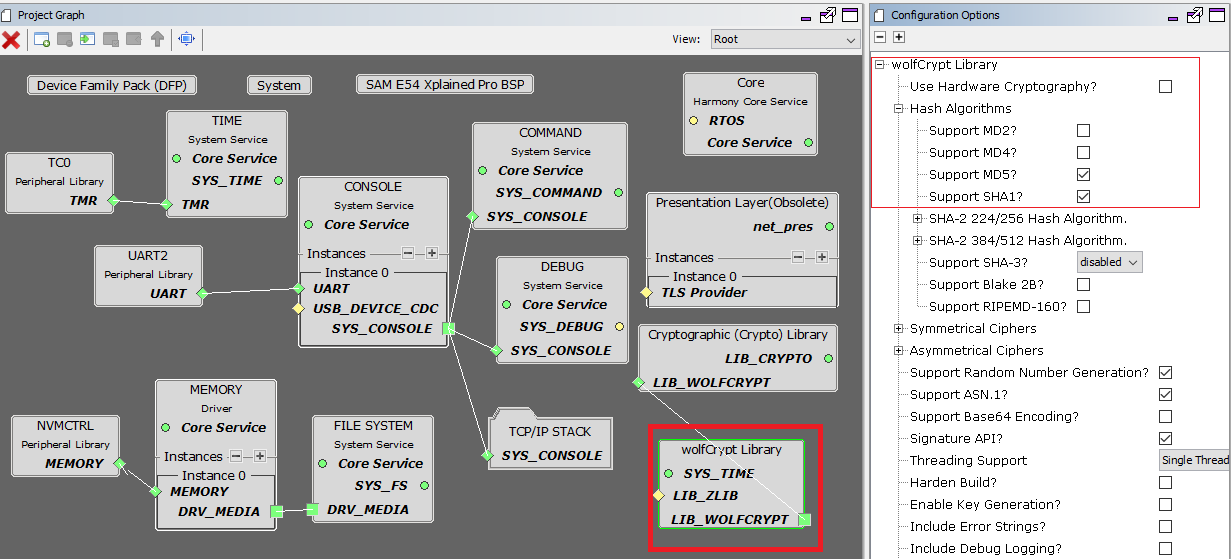 Project Graph
View:
Root
Device Family Pack (DFP)
System
SAM E54 Xplained Pro BSP
Core
Harmony Core Service
RTOS
Core Service
TIME
System Service
Core Service
SYS_TIME
TMR
TC0
Peripheral Library
TMR
COMMAND
System Service
Core Service
SYS_COMMAND
SYS_CONSOLE
CONSOLE
System Service
Core Service
Instances
Instance 0
UART
USB_DEVICE_CDC
SYS_CONSOLE
Presentation Layer(Obsolete)
net_pres
Instances
Instance 0
TLS Provider
UART2
Peripheral Library
UART
DEBUG
System Service
Core Service
SYS_DEBUG
SYS_CONSOLE
Cryptographic (Crypto) Library
LIB_CRYPTO
LIB_WOLFCRYPT
MEMORY
Driver
Core Service
Instances
Instance 0
MEMORY
DRV_MEDIA
NVMCTRL
Peripheral Library
MEMORY
FILE SYSTEM
System Service
Core Service
SYS_FS
DRV_MEDIA
TCP/IP STACK
SYS_CONSOLE
wolfCrypt Library
SYS_TIME
LIB_ZLIB
LIB_WOLFCRYPT
Configuration Options
wolfCrypt Library
Use Hardware Cryptography?
Hash Algorithms
Support MD2?
Support MD4?
Support MD5?
Support SHA1?
SHA-2 224/256 Hash Algorithm.
SHA-2 384/512 Hash Algorithm.
Support SHA-3? disabled
Support Blake 2B?
Support RIPEMD-160?
Symmetrical Ciphers
Asymmetrical Ciphers
Support Random Number Generation?
Support ASN.1?
Support Base64 Encoding?
Signature API?
Threading Support Single Thread
Harden Build?
Enable Key Generation?
Include Error Strings?
Include Debug Logging?